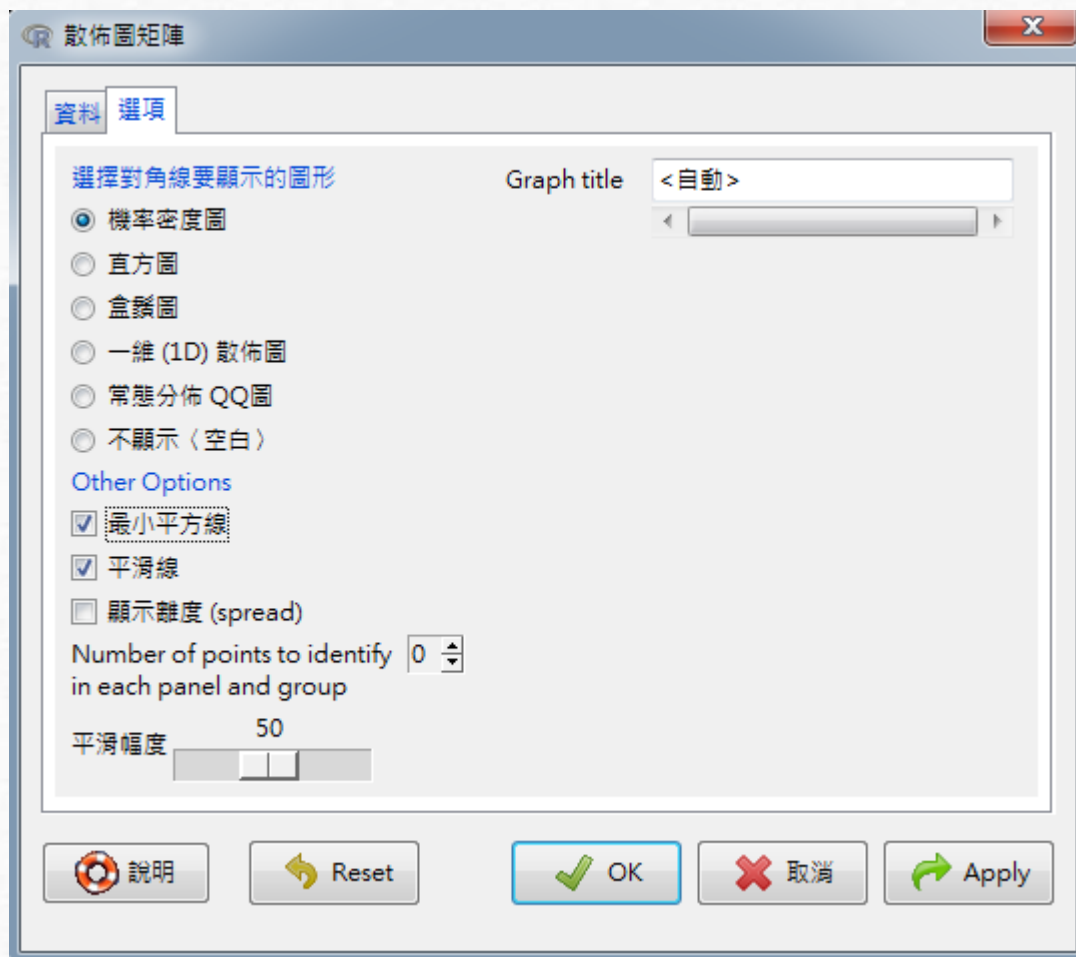 散佈圖矩陣
資料 選項
選擇對角線要顯示的圖形
Graph title <自動>
機率密度圖
直方圖
盒鬚圖
一維 (1D) 散佈圖
常態分佈 QQ圖
不顯示〈空白〉
Other Options
最小平方線
平滑線
顯示離度 (spread)
Number of points to identify 0
in each panel and group
50
平滑幅度
說明 Reset OK 取消 Apply